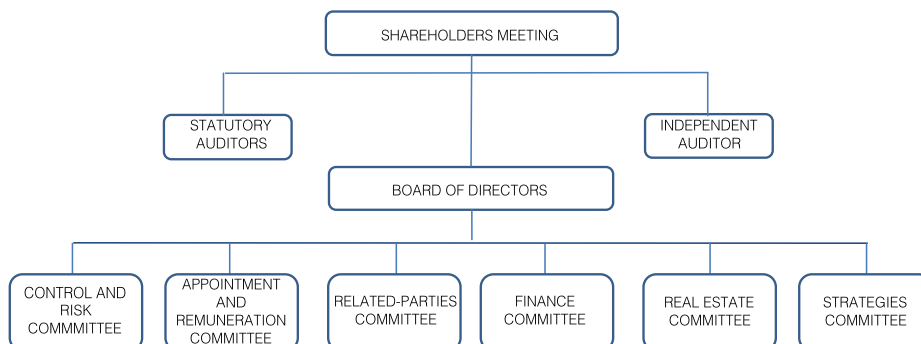 SHAREHOLDERS MEETING
STATUTORY
AUDITORS
INDEPENDENT
AUDITOR
BOARD OF DIRECTORS
CONTROL AND
RISK
COMMMITTEE
APPOINTMENT
AND
REMUNERATION
COMMITTEE
RELATED-PARTIES
COMMITTEE
FINANCE
COMMITTEE
REAL ESTATE
COMMITTEE
STRATEGIES
COMMITTEE